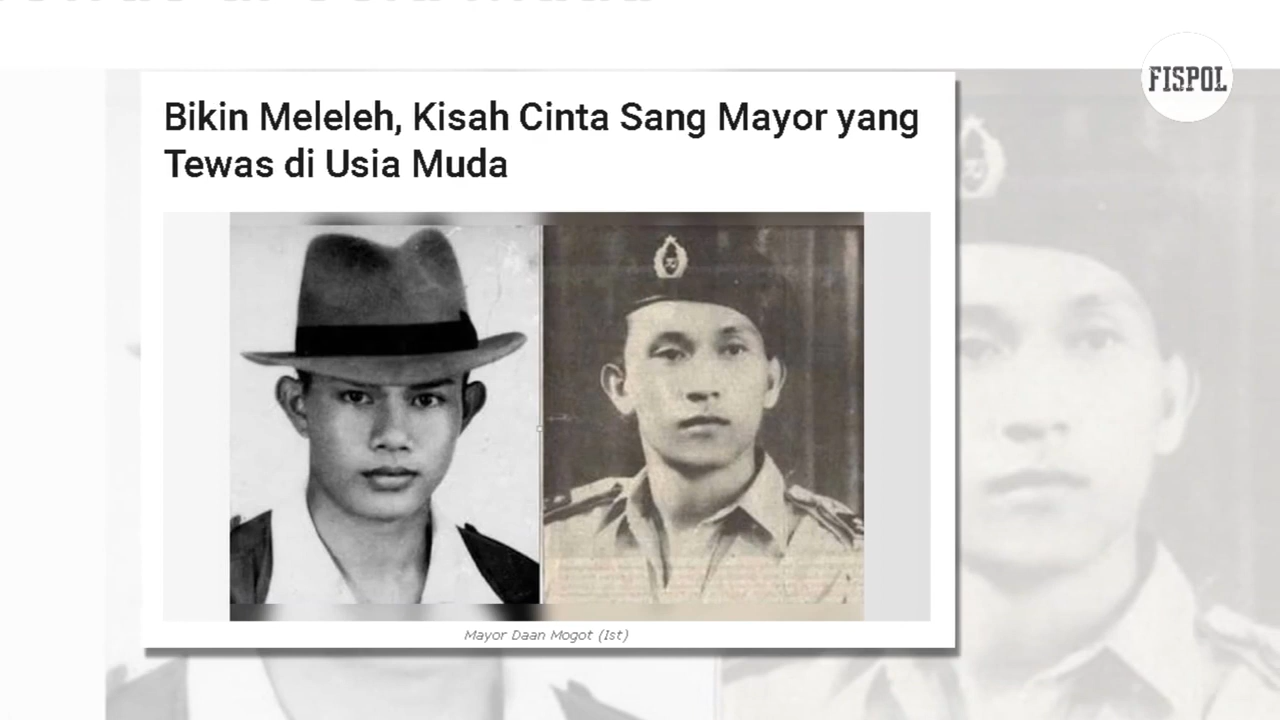 FISPOL
Bikin Meleleh, Kisah Cinta Sang Mayor yang
Tewas di Usia Muda
Mayor Daan Mogot (Ist)